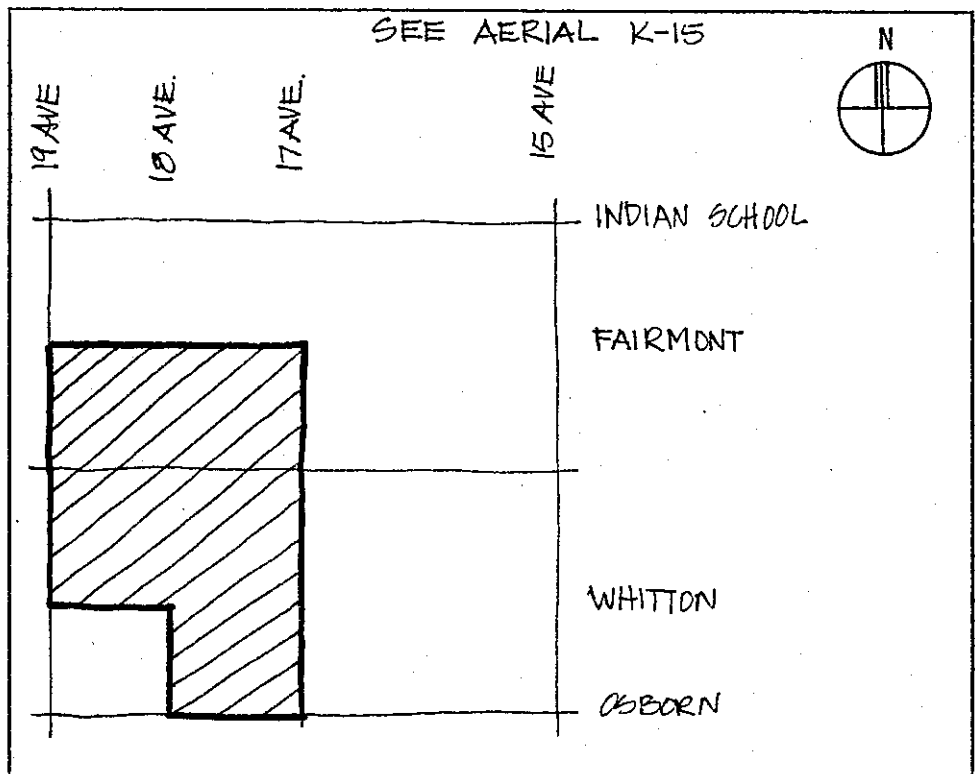 SEE AERIAL K-15
N
19 AVE
18 AVE.
17 AVE.
15 AVE
INDIAN SCHOOL
FAIRMONT
WHITTON
OSBORN